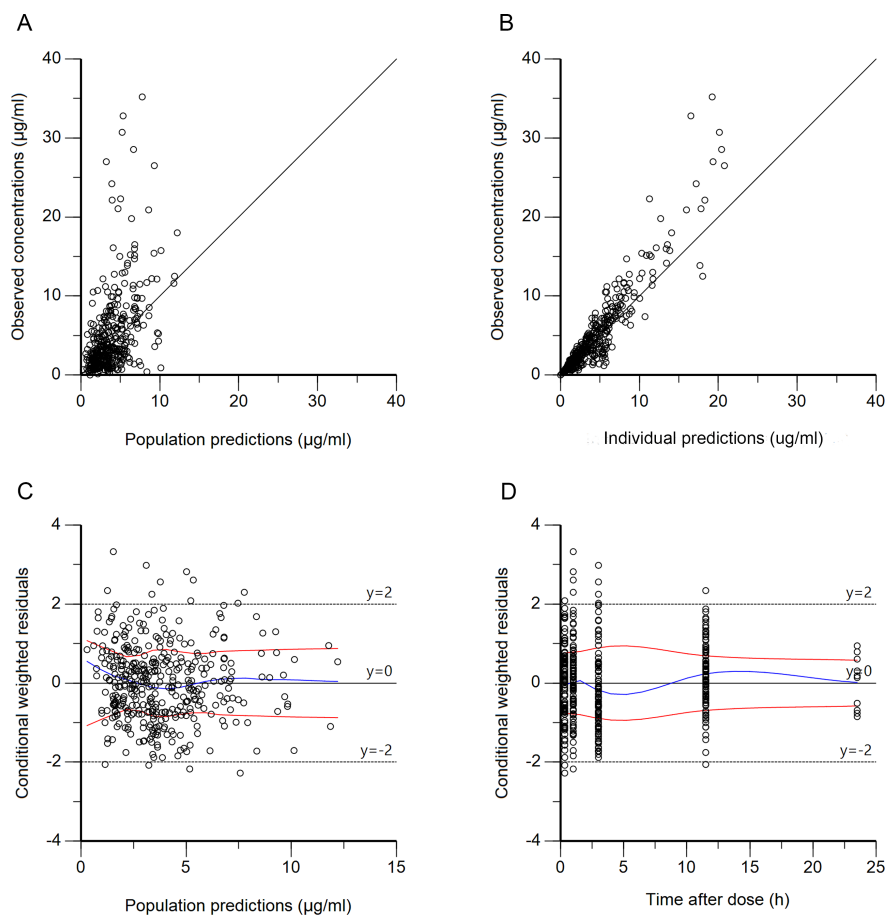 A
B
40
30
20
10
0
Observed concentrations (µg/ml)
0
10
20
30
40
Population predictions (µg/ml)
40
30
20
10
0
Observed concentrations (µg/ml)
0
10
20
30
40
Individual predictions (ug/ml)
C
D
4
2
0
-2
-4
Conditional weighted residuals
y=2
y=0
y=-2
0
5
10
15
Population predictions (µg/ml)
4
2
0
-2
-4
Conditional weighted residuals
y=2
y=0
y=-2
0
5
10
15
20
25
Time after dose (h)